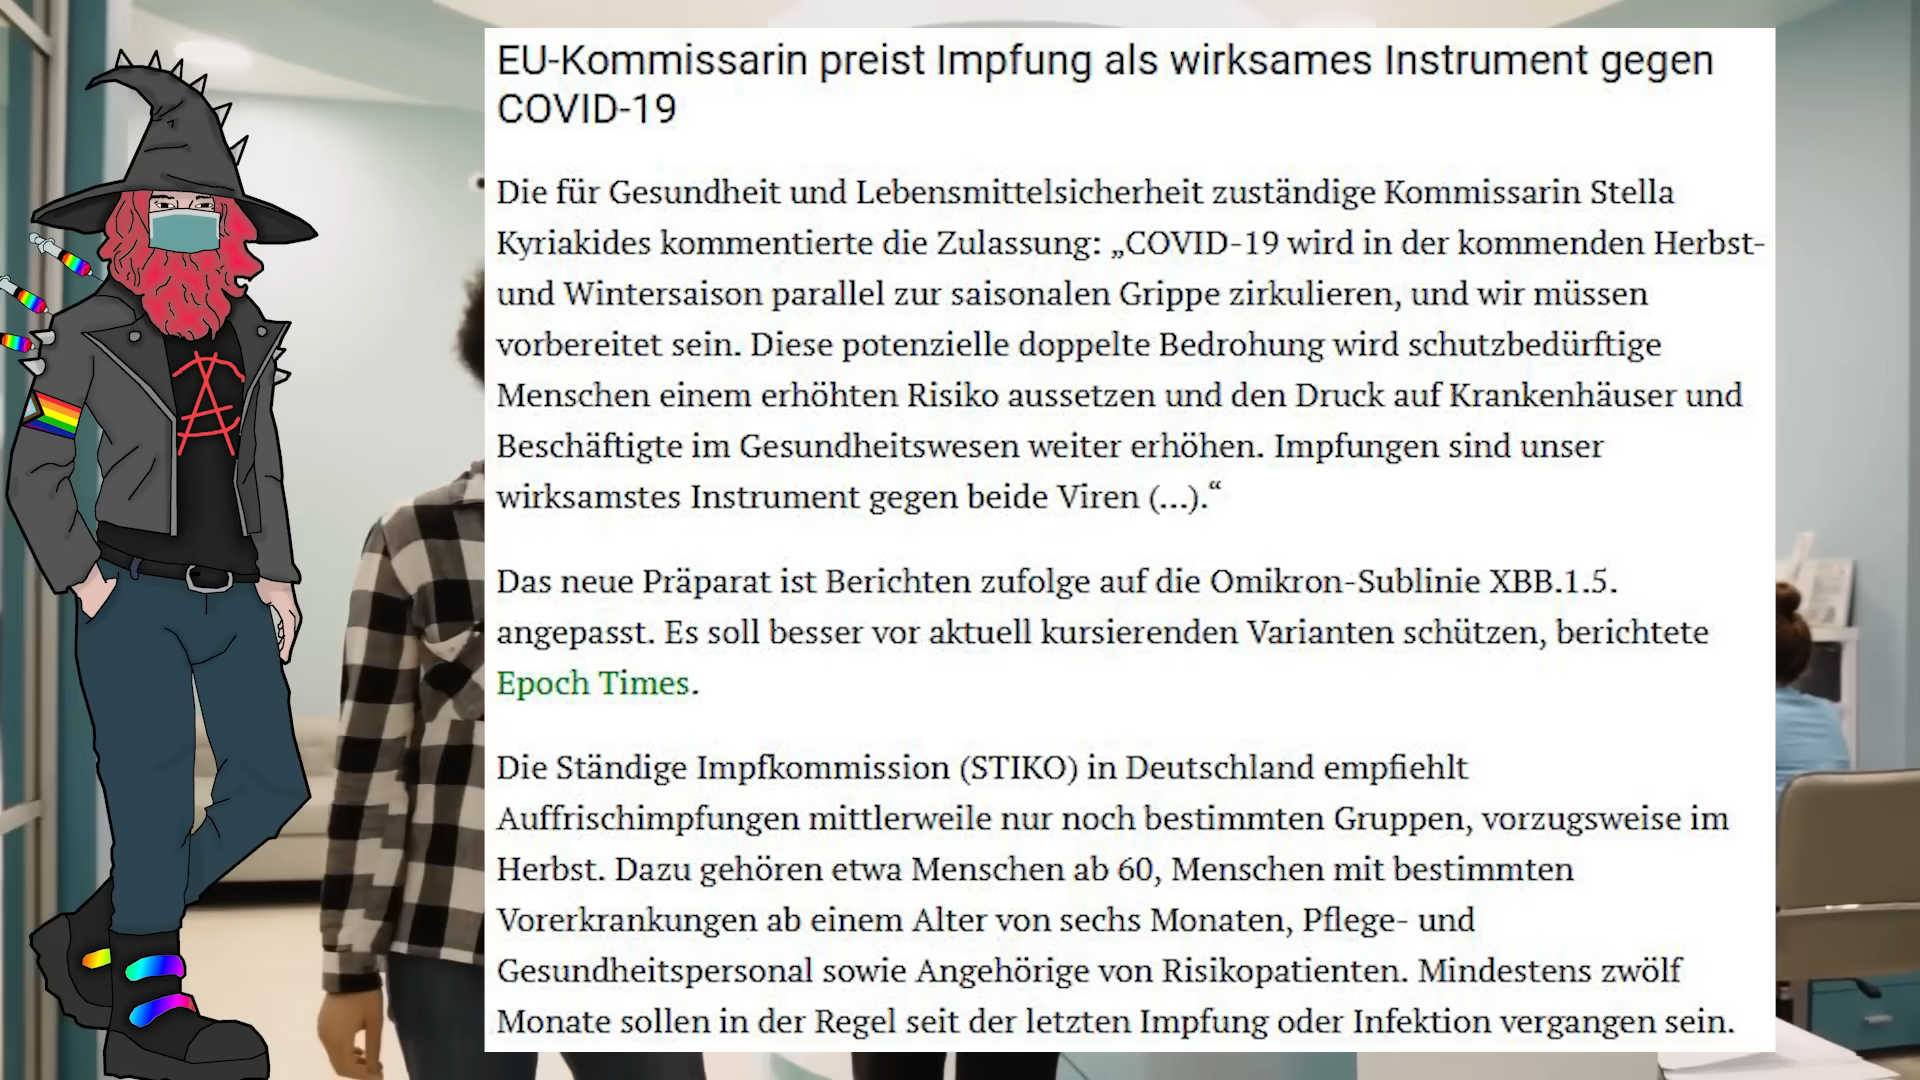 EU-Kommissarin preist Impfung als wirksames Instrument gegen
COVID-19
Die für Gesundheit und Lebensmittelsicherheit zuständige Kommissarin Stella
Kyriakides kommentierte die Zulassung: „COVID-19 wird in der kommenden Herbst-
und Wintersaison parallel zur saisonalen Grippe zirkulieren, und wir müssen
vorbereitet sein. Diese potenzielle doppelte Bedrohung wird schutzbedürftige
Menschen einem erhöhten Risiko aussetzen und den Druck auf Krankenhäuser und
Beschäftigte im Gesundheitswesen weiter erhöhen. Impfungen sind unser
wirksamstes Instrument gegen beide Viren (...).“
Das neue Präparat ist Berichten zufolge auf die Omikron-Sublinie XBB.1.5.
angepasst. Es soll besser vor aktuell kursierenden Varianten schützen, berichtete
Epoch Times.
Die Ständige Impfkommission (STIKO) in Deutschland empfiehlt
Auffrischimpfungen mittlerweile nur noch bestimmten Gruppen, vorzugsweise im
Herbst. Dazu gehören etwa Menschen ab 60, Menschen mit bestimmten
Vorerkrankungen ab einem Alter von sechs Monaten, Pflege- und
Gesundheitspersonal sowie Angehörige von Risikopatienten. Mindestens zwölf
Monate sollen in der Regel seit der letzten Impfung oder Infektion vergangen sein.